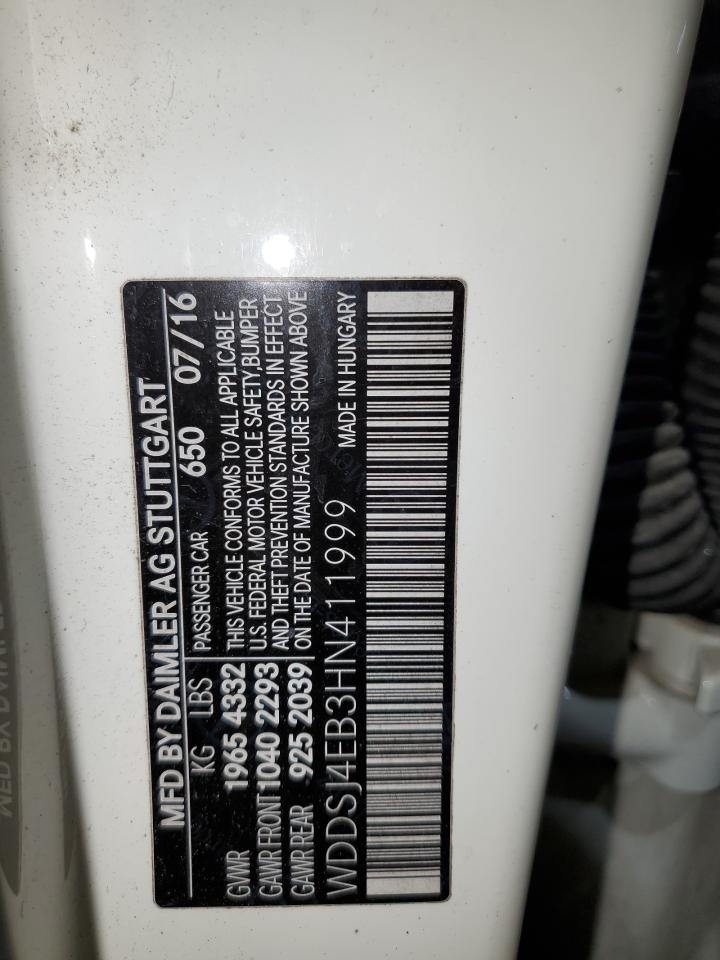 MFD BY DAIMLER AG STUTTGART
KG LBS PASSENGER CAR 650 07/16
GWR 1965 4332 THIS VEHICLE CONFORMS TO ALL APPLICABLE
U.S. FEDERAL MOTOR VEHICLE SAFETY,BUMPER
GAWR FRONT 1040 2293 AND THEFT PREVENTION STANDARDS IN EFFECT
GAWR REAR 925 2039 ON THE DATE OF MANUFACTURE SHOWN ABOVE
WDDSJ4EB3HN411999 MADE IN HUNGARY